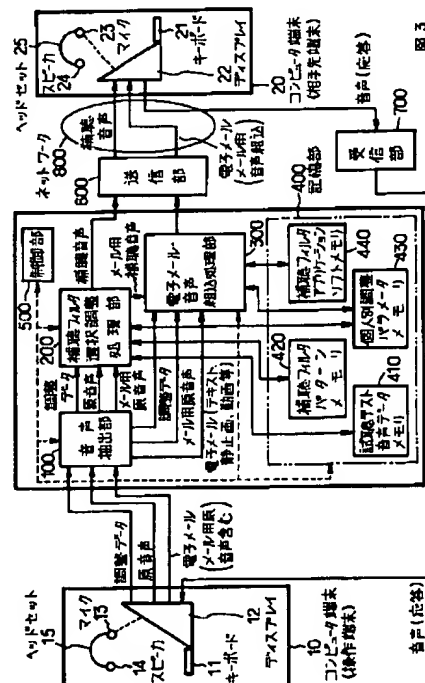 ヘッドセット
15
マイク
13
14
スピーカ
11
キーボード
12
ディスプレイ
10
コンピュータ端末
(操作端末)
調整データ
原音声
電子メール
(メール用原
音声含む)
音声(応答)
100
音声
抽出部
調整
データ
原音声
メール用
原音声
調整データ
メール用原音声
電子メール(テキスト
静止画,動画等)
500
制御部
200
補聴フィルタ
選択調整
処理部
補聴音声
メール用
補聴音声
電子メール・
音声
組込処理部
300
400
記憶部
420
補聴フィルタ
パターン
メモリ
410
試聴テスト
音声データ
メモリ
補聴フィルタ
アプリケーション
ソフトメモリ
440
個人別調整
パラメータ
メモリ
430
600
送信部
ネットワーク
800
補聴
音声
電子メール
(メール用
音声組込)
ヘッドセット
25
マイク
23
スピーカ
24
21
キーボード
22
ディスプレイ
20
コンピュータ端末
(相手先端末)
音声(応答)
700
受信部
図3